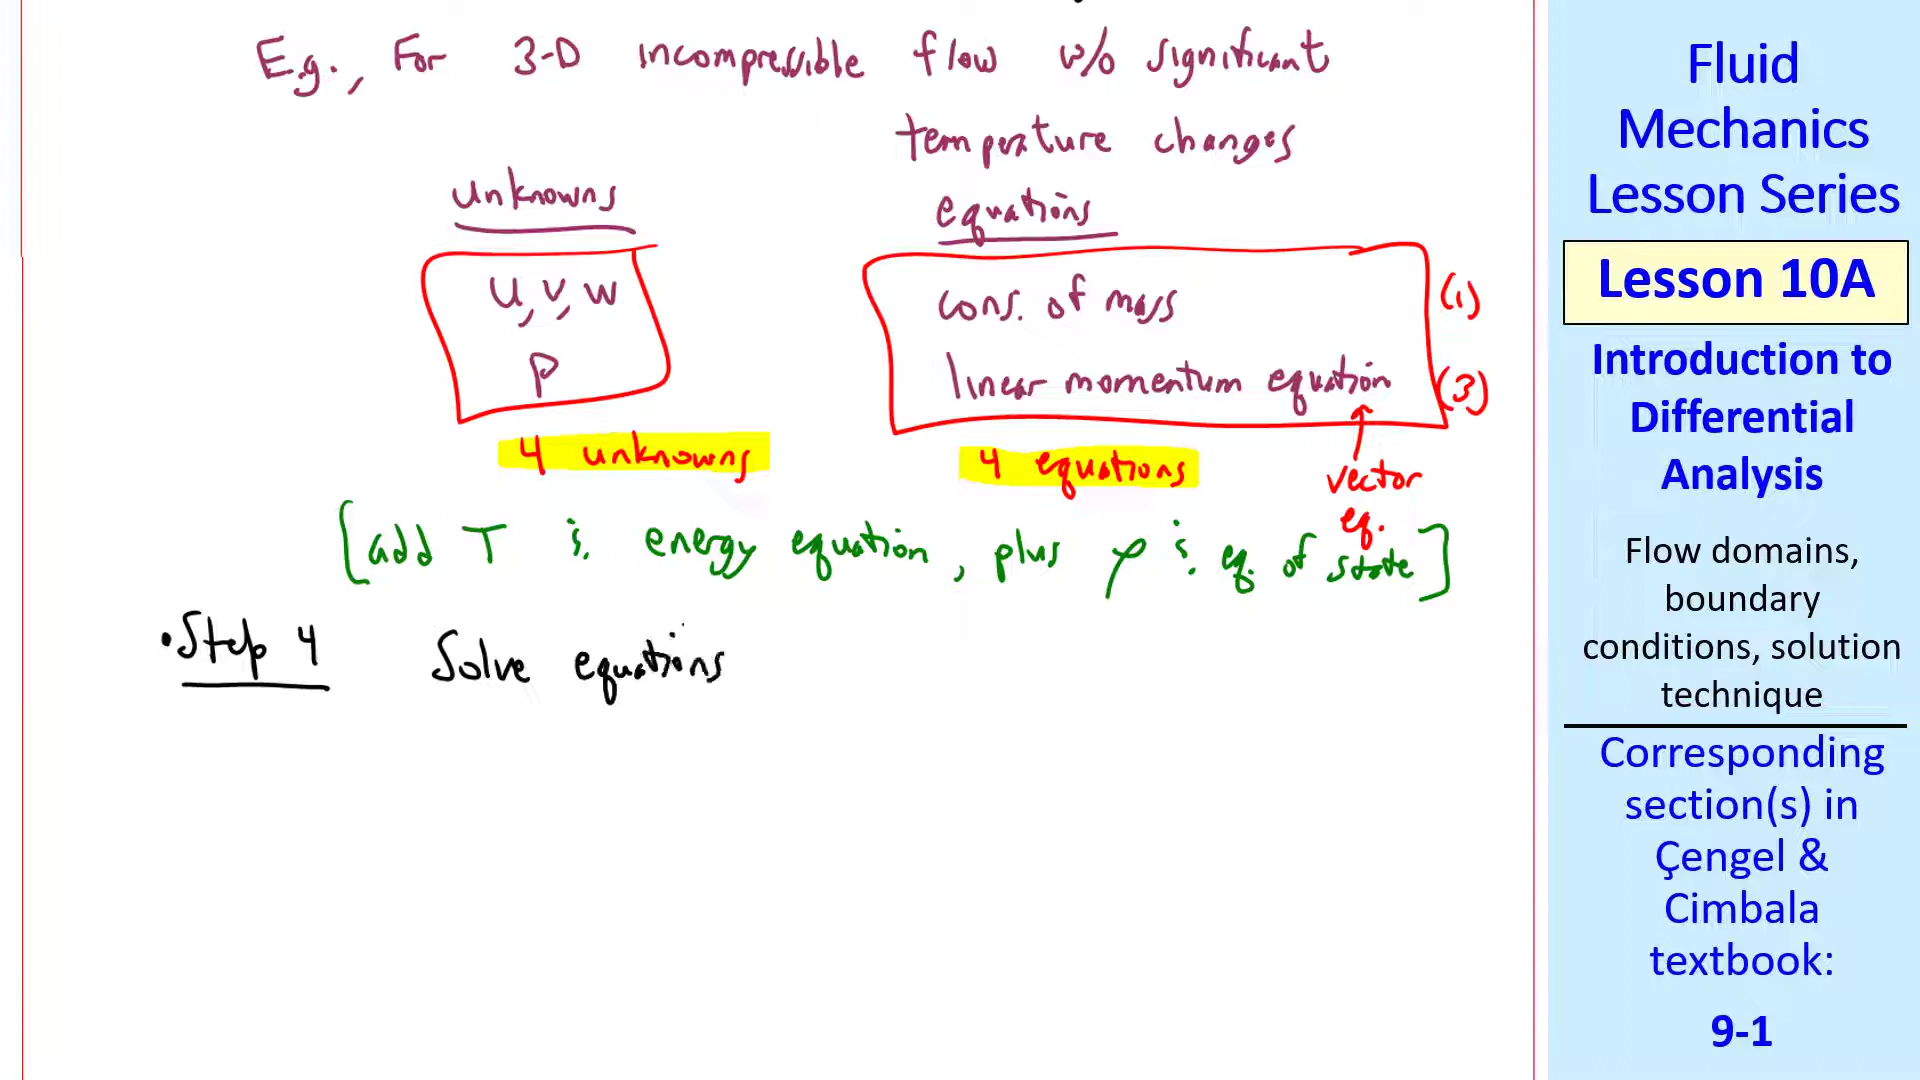 E.g., For 3-D incompressible flow w/o significant
temperature changes
unknowns
equations
u, v, w
cons. of mass (1)
P
linear momentum equation (3)
4 unknowns
4 equations
vector
eq.
[add T & energy equation, plus ρ & eq. of state]
• Step 4 Solve equations
Fluid
Mechanics
Lesson Series
Lesson 10A
Introduction to
Differential
Analysis
Flow domains,
boundary
conditions, solution
technique
Corresponding
section(s) in
Çengel &
Cimbala
textbook:
9-1